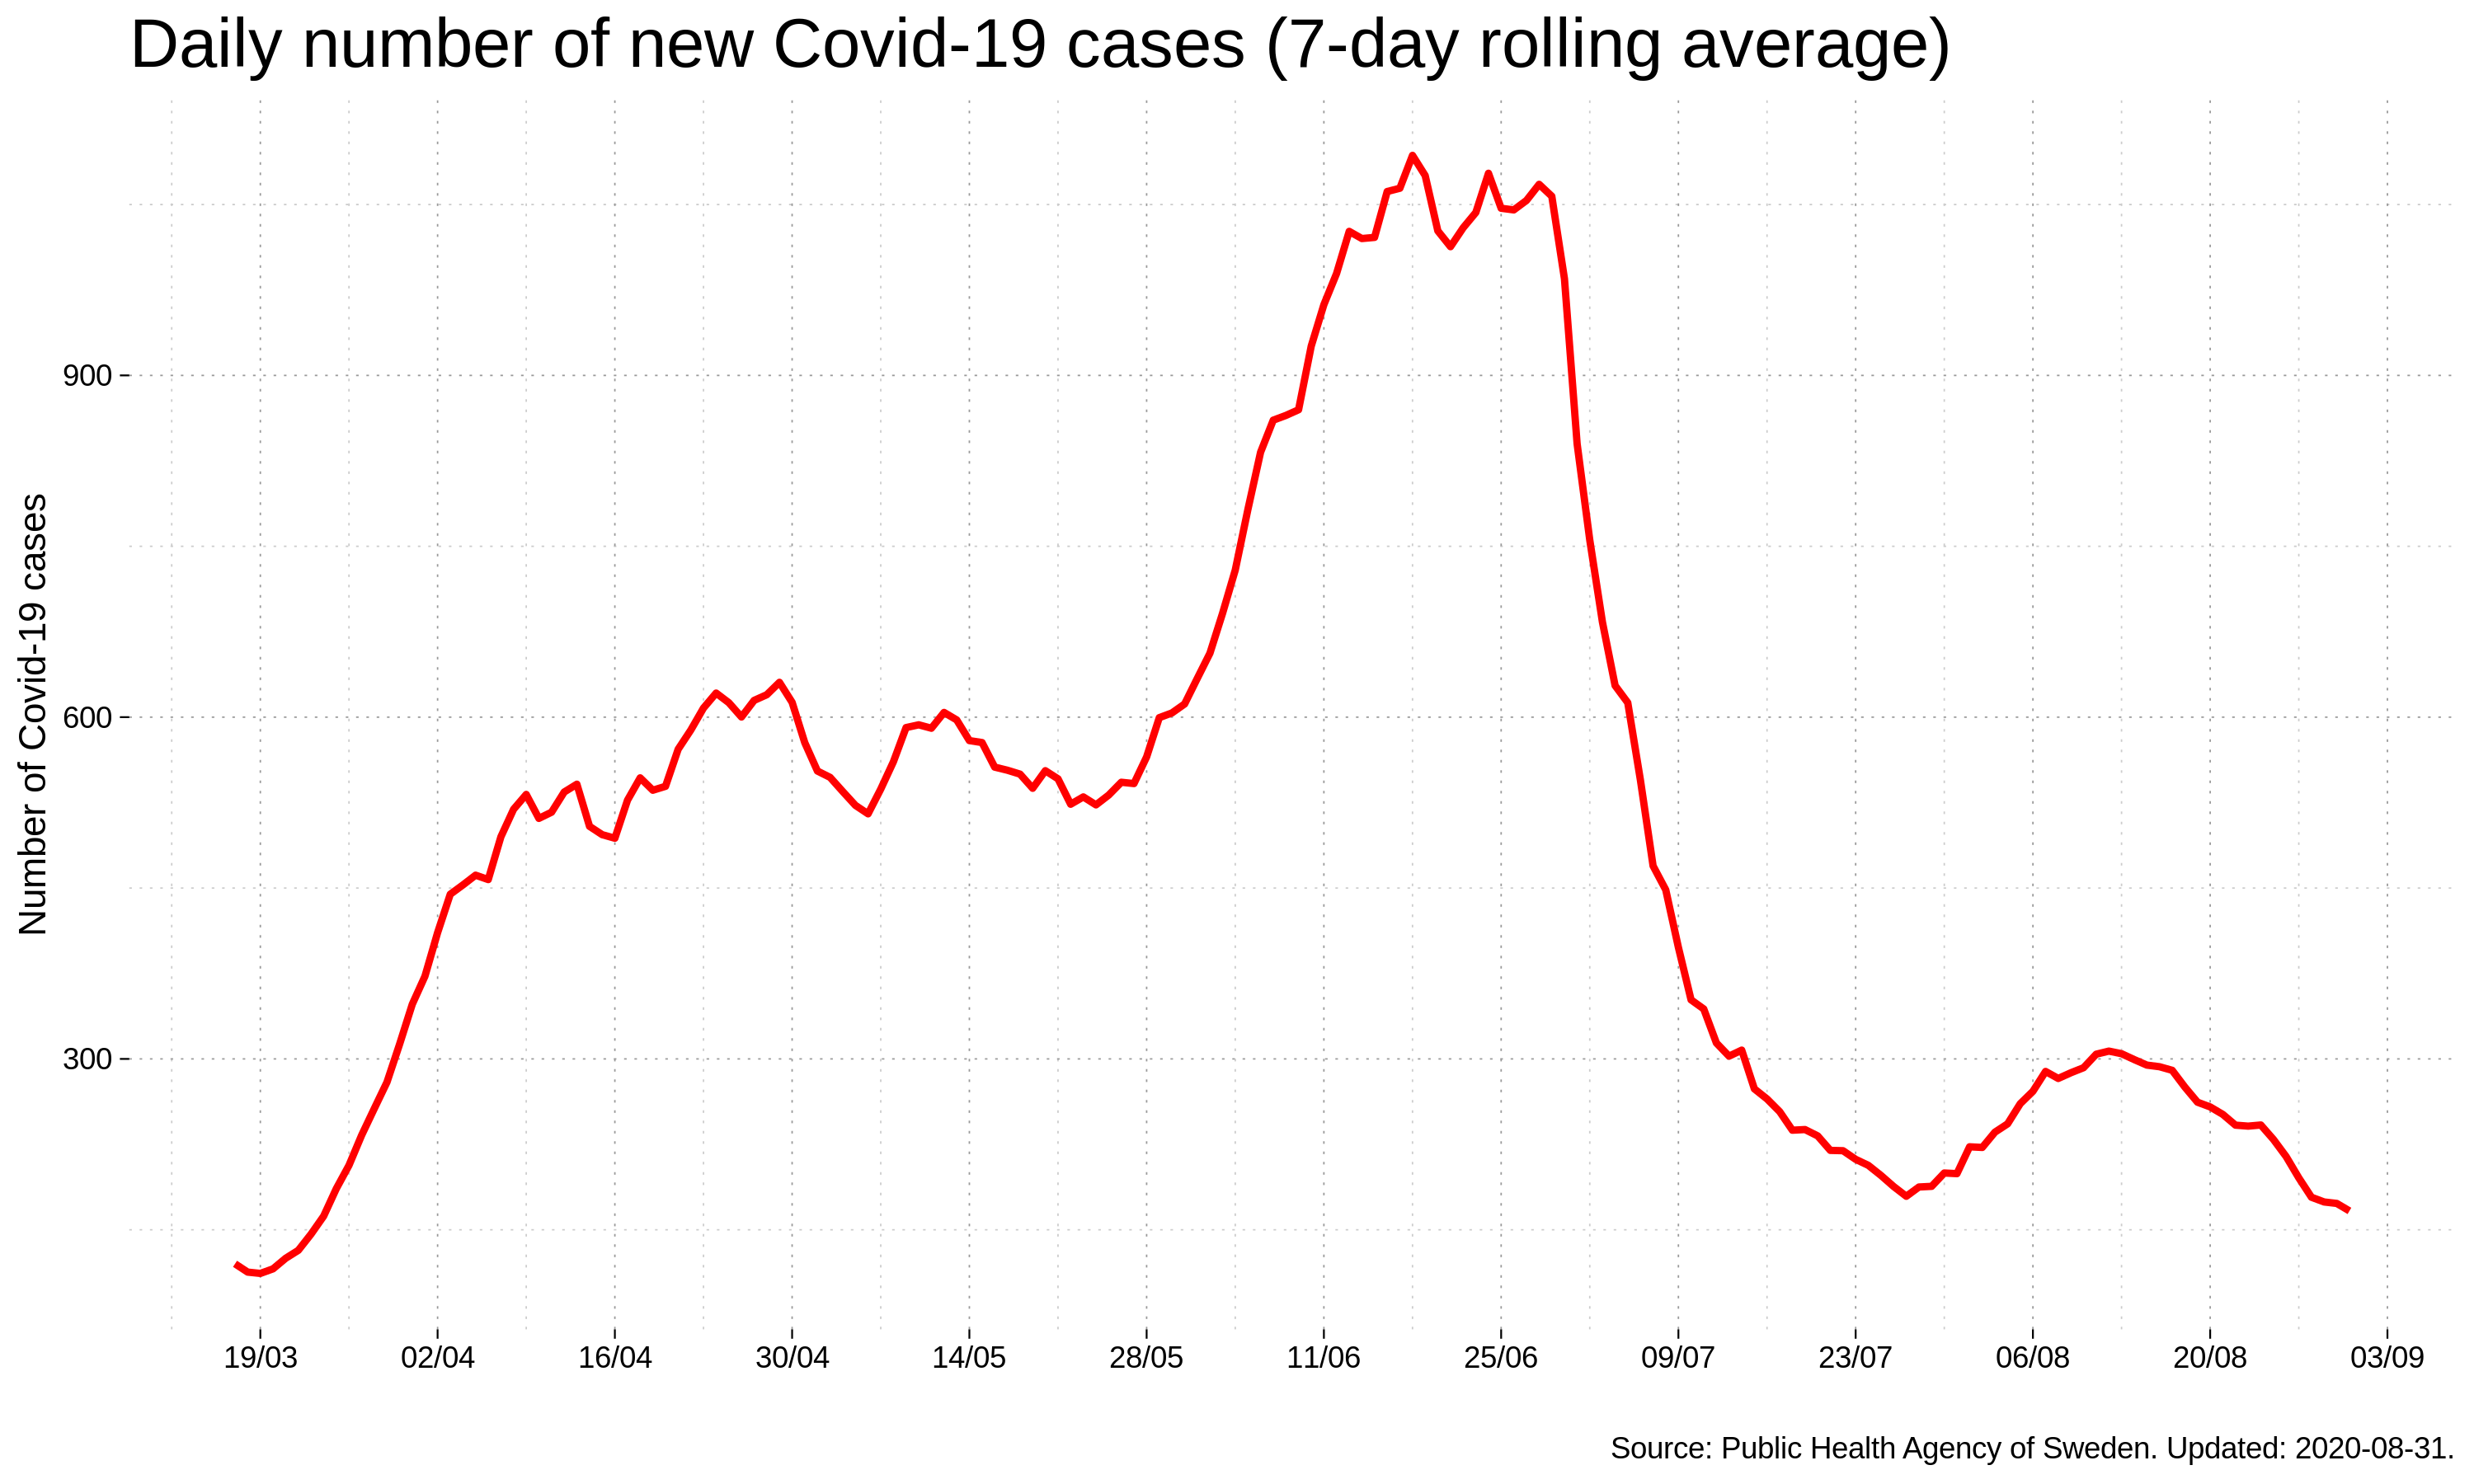 Daily number of new Covid-19 cases (7-day rolling average)
Number of Covid-19 cases
900
600
300
19/03 02/04 16/04 30/04 14/05 28/05 11/06 25/06 09/07 23/07 06/08 20/08 03/09
Source: Public Health Agency of Sweden. Updated: 2020-08-31.